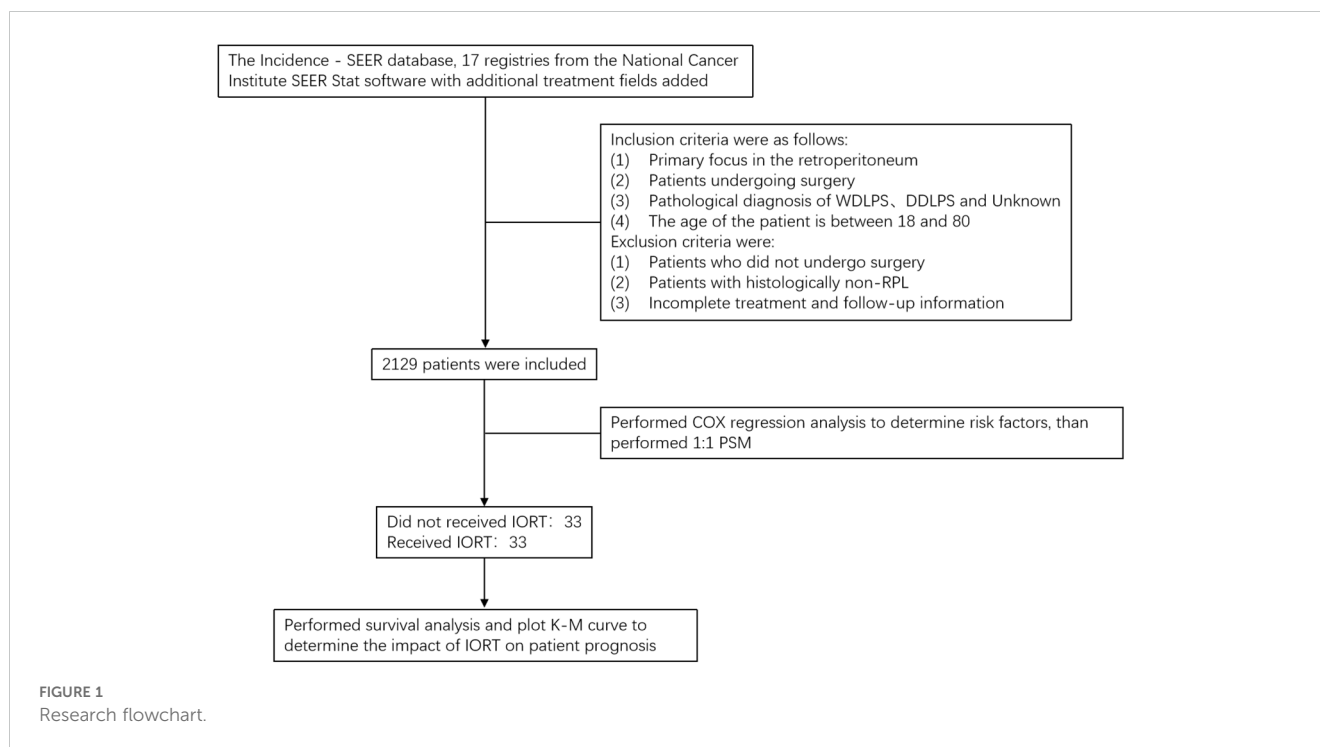 The Incidence - SEER database, 17 registries from the National Cancer
Institute SEER Stat software with additional treatment fields added
Inclusion criteria were as follows:
(1) Primary focus in the retroperitoneum
(2) Patients undergoing surgery
(3) Pathological diagnosis of WDLPS、DDLPS and Unknown
(4) The age of the patient is between 18 and 80
Exclusion criteria were:
(1) Patients who did not undergo surgery
(2) Patients with histologically non-RPL
(3) Incomplete treatment and follow-up information
2129 patients were included
Performed COX regression analysis to determine risk factors, than
performed 1:1 PSM
Did not received IORT：33
Received IORT：33
Performed survival analysis and plot K-M curve to
determine the impact of IORT on patient prognosis
FIGURE 1
Research flowchart.